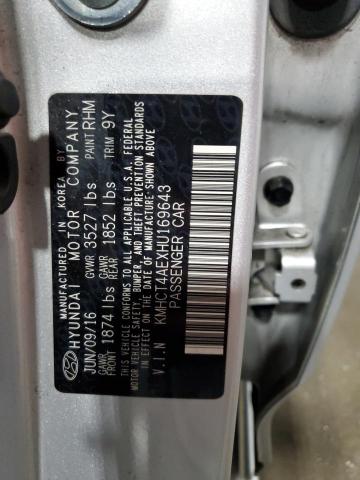 MANUFACTURED IN KOREA BY
HYUNDAI MOTOR COMPANY
JUN/09/16 GVWR 3527 lbs PAINT RHM
GAWR FRONT 1874 lbs GAWR REAR 1852 lbs TRIM 9Y
THIS VEHICLE CONFORMS TO ALL APPLICABLE U.S.A. FEDERAL
MOTOR VEHICLE SAFETY, BUMPER AND THEFT PREVENTION STANDARDS
IN EFFECT ON THE DATE OF MANUFACTURE SHOWN ABOVE
V.I.N KMHCT4AEXHU169643
PASSENGER CAR